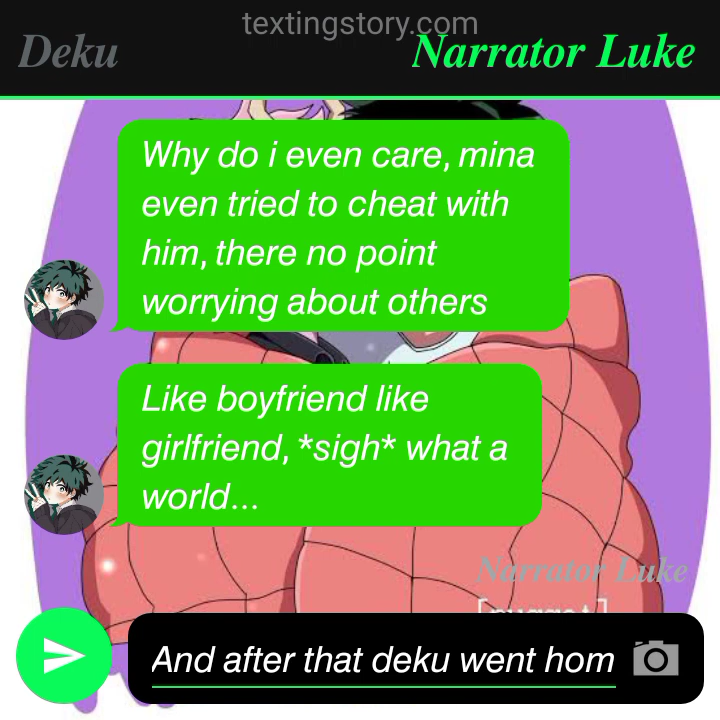 textingstory.com
Deku
Narrator Luke
Why do i even care, mina
even tried to cheat with
him, there no point
worrying about others
Like boyfriend like
girlfriend, *sigh* what a
world...
Narrator Luke
And after that deku went hom